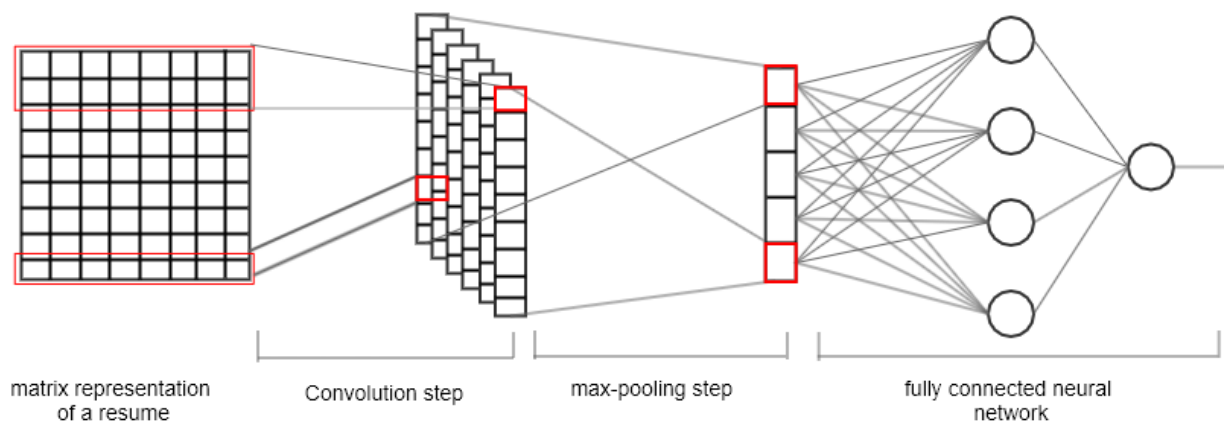 matrix representation
of a resume
Convolution step
max-pooling step
fully connected neural
network